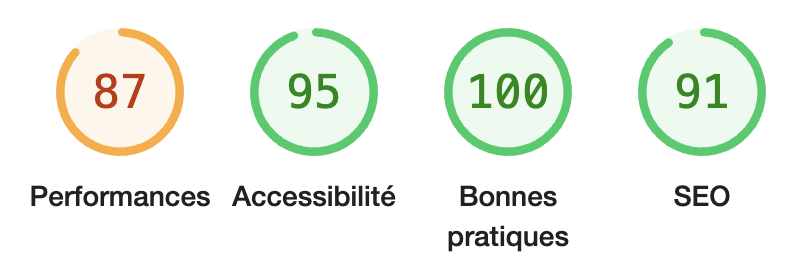 87
95
100
91
Performances
Accessibilité
Bonnes
pratiques
SEO